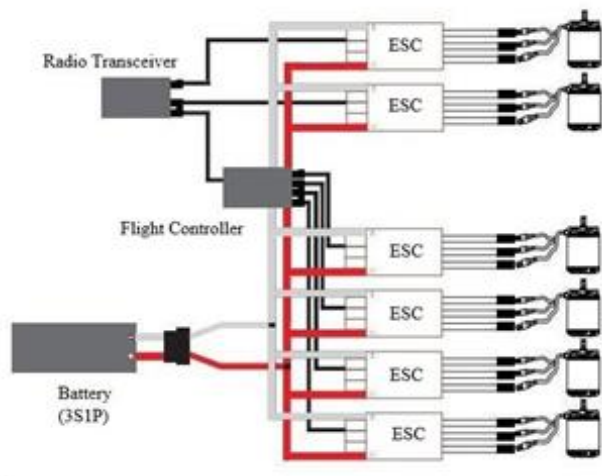 ESC
Radio Transceiver
ESC
Flight Controller
ESC
ESC
Battery
(3S1P)
ESC
ESC